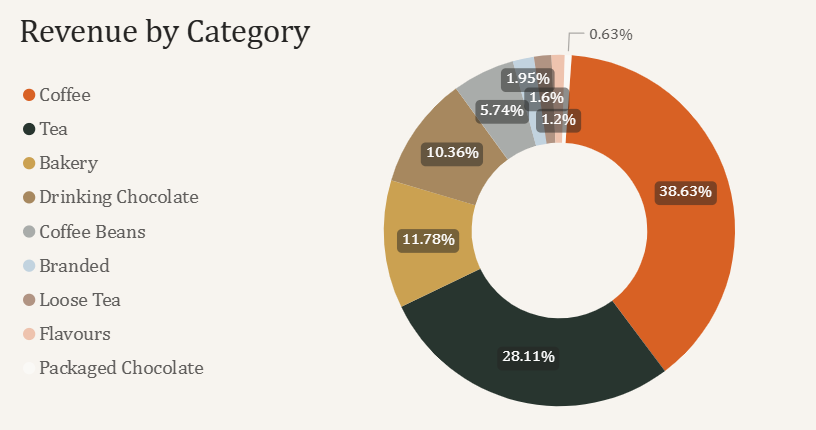 Revenue by Category
Coffee
Tea
Bakery
Drinking Chocolate
Coffee Beans
Branded
Loose Tea
Flavours
Packaged Chocolate
0.63%
1.95%
1.6%
1.2%
5.74%
10.36%
11.78%
28.11%
38.63%